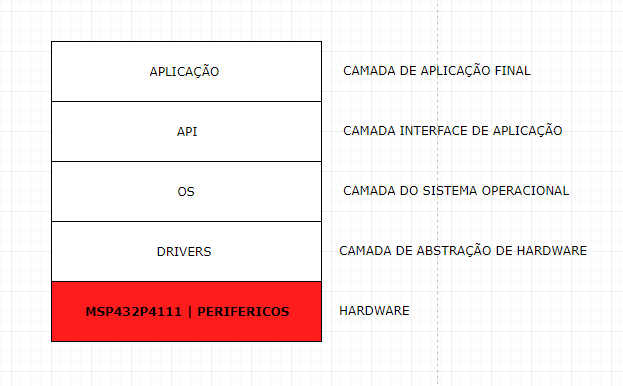 APLICAÇÃO CAMADA DE APLICAÇÃO FINAL
API CAMADA INTERFACE DE APLICAÇÃO
OS CAMADA DO SISTEMA OPERACIONAL
DRIVERS CAMADA DE ABSTRAÇÃO DE HARDWARE
MSP432P4111 | PERIFERICOS HARDWARE